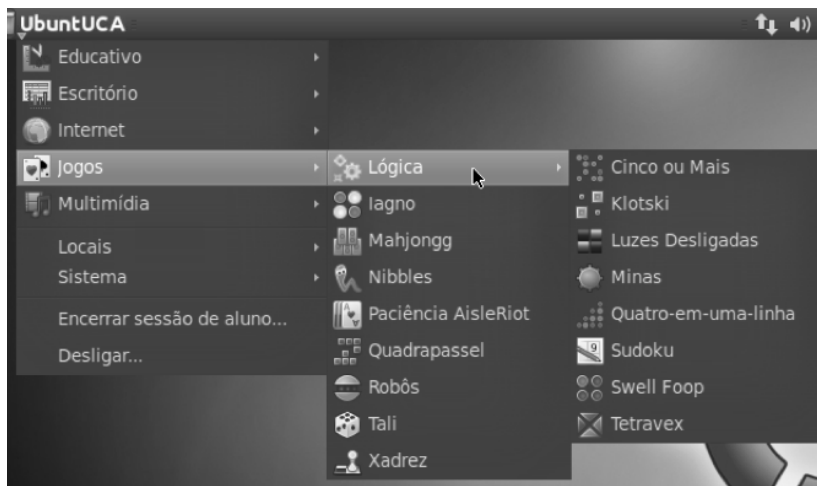 UbuntUCA
Educativo
Escritório
Internet
Jogos
Multimídia
Locais
Sistema
Encerrar sessão de aluno...
Desligar...
Lógica
Iagno
Mahjongg
Nibbles
Paciência AisleRiot
Quadrapassel
Robôs
Tali
Xadrez
Cinco ou Mais
Klotski
Luzes Desligadas
Minas
Quatro-em-uma-linha
Sudoku
Swell Foop
Tetravex